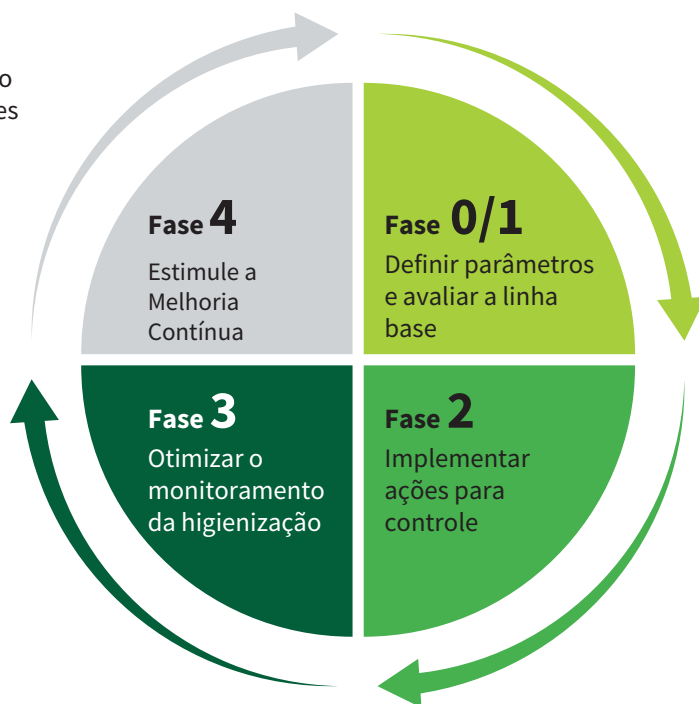 o
es
Fase 4
Estimule a
Melhoria
Contínua
Fase 0/1
Definir parâmetros
e avaliar a linha
base
Fase 3
Otimizar o
monitoramento
da higienização
Fase 2
Implementar
ações para
controle